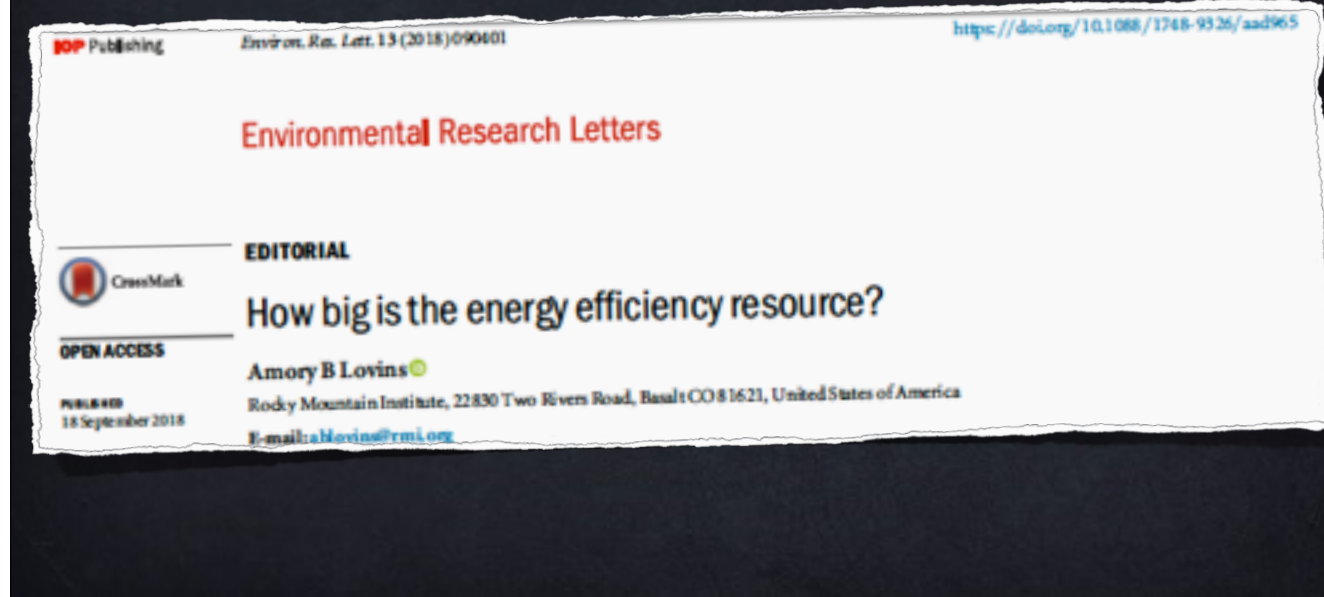 IOP Publishing
Environ. Res. Lett. 13 (2018) 090401
https://doi.org/10.1088/1748-9326/aad965
Environmental Research Letters
CrossMark
OPEN ACCESS
PUBLISHED
18 September 2018
EDITORIAL
How big is the energy efficiency resource?
Amory B Lovins
Rocky Mountain Institute, 22830 Two Rivers Road, Basalt CO 81621, United States of America
E-mail: ablovins@rmi.org